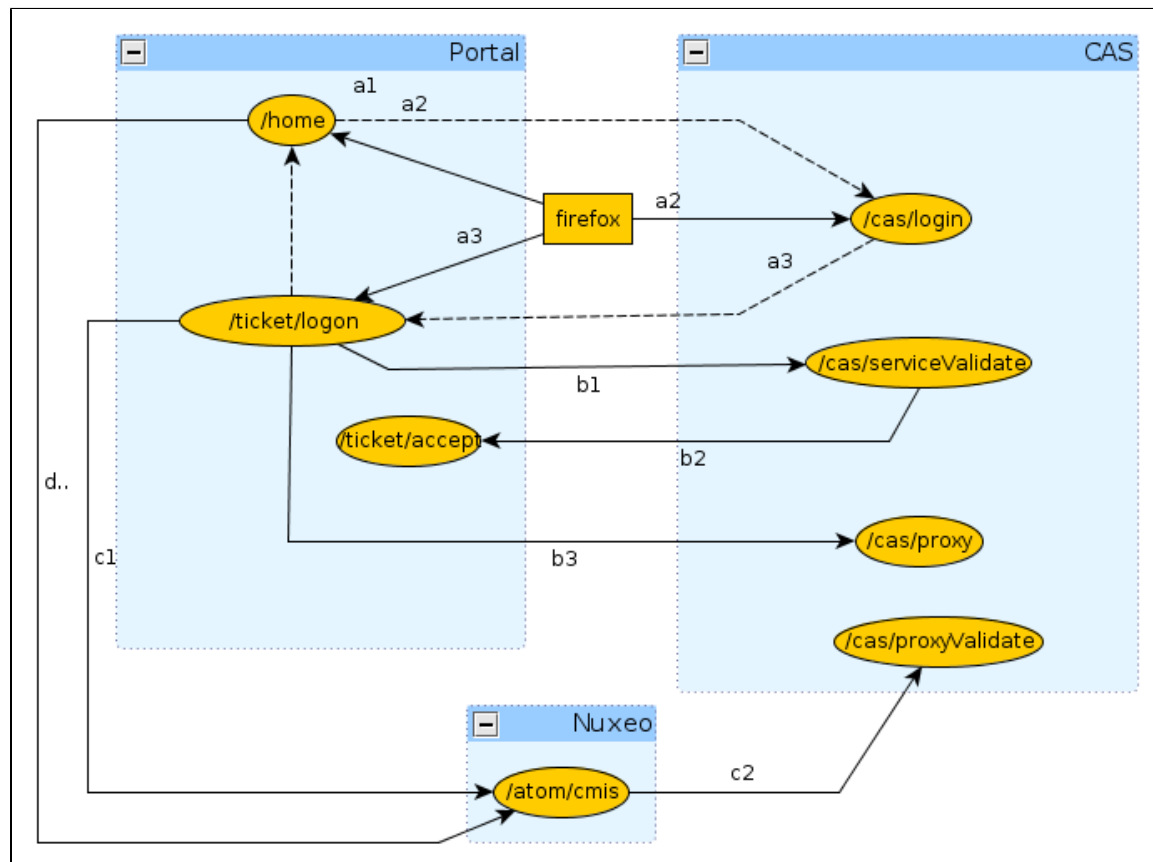 Portal
CAS
a1
a2
/home
firefox
a2
/cas/login
a3
a3
/ticket/logon
/cas/serviceValidate
b1
/ticket/accept
b2
d..
c1
b3
/cas/proxy
/cas/proxyValidate
Nuxeo
c2
/atom/cmis